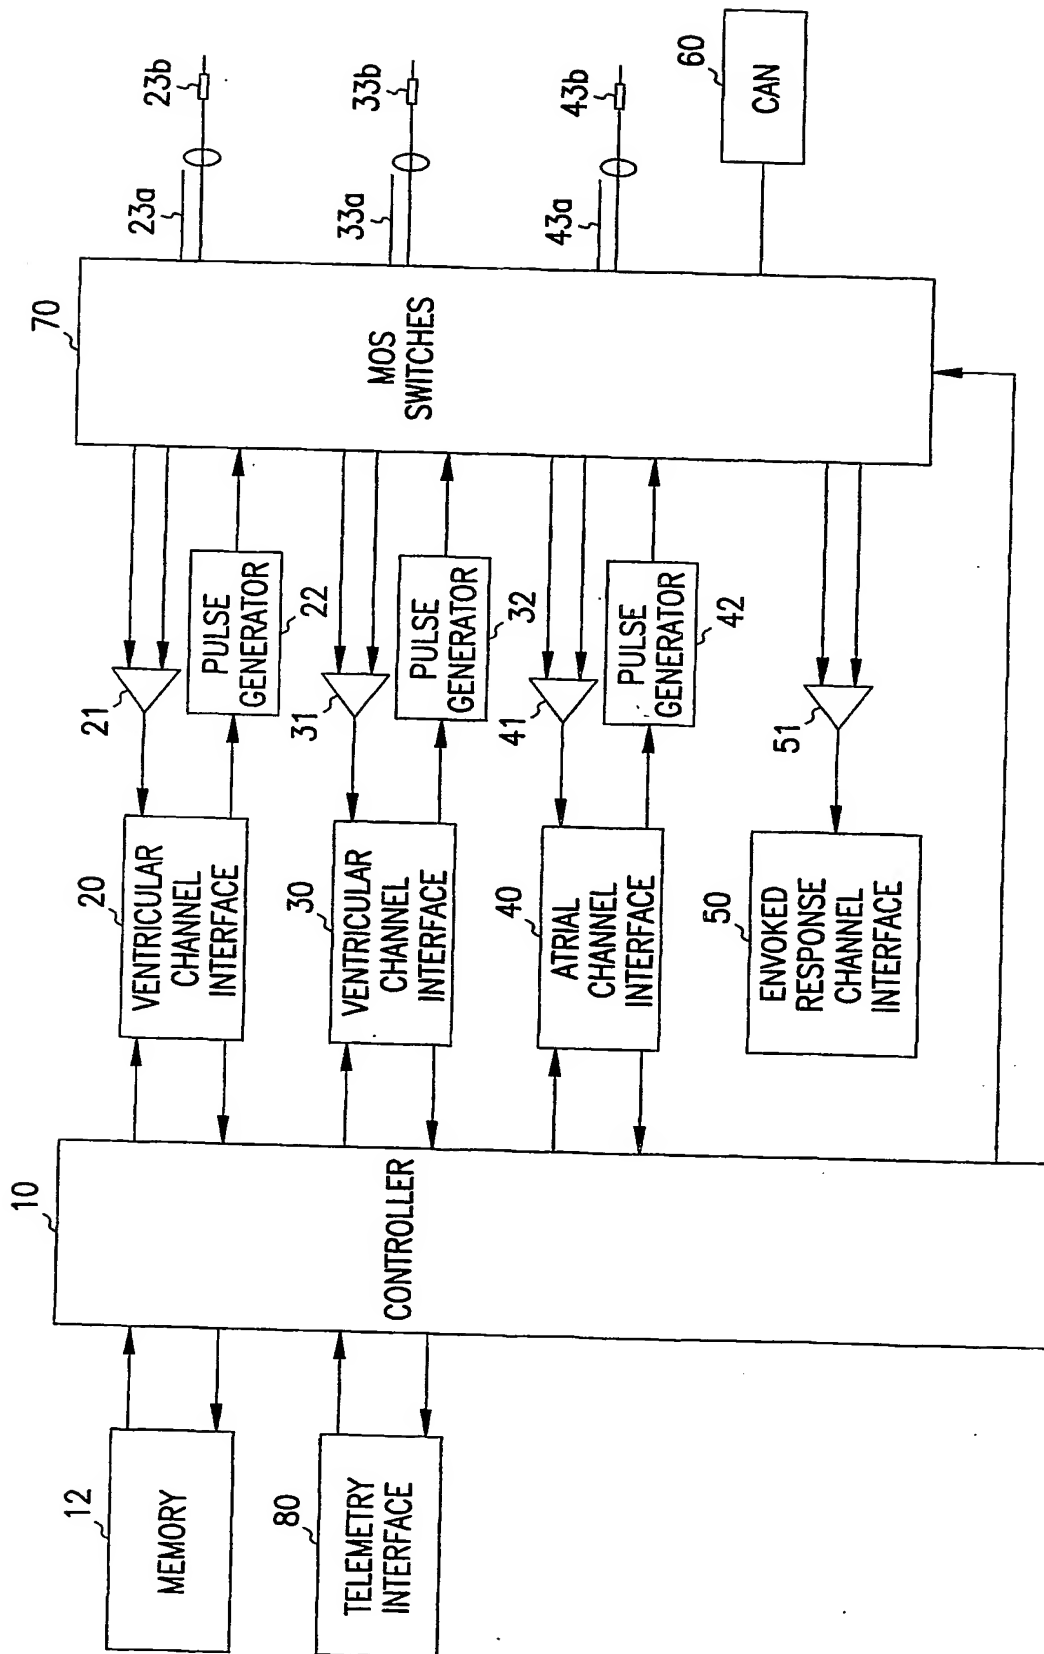 12
MEMORY
80
TELEMETRY
INTERFACE
10
CONTROLLER
20
VENTRICULAR
CHANNEL
INTERFACE
21
PULSE
GENERATOR
22
30
VENTRICULAR
CHANNEL
INTERFACE
31
PULSE
GENERATOR
32
40
ATRIAL
CHANNEL
INTERFACE
41
PULSE
GENERATOR
42
50
ENVOKED
RESPONSE
CHANNEL
INTERFACE
51
70
MOS
SWITCHES
23a
23b
33a
33b
43a
43b
60
CAN